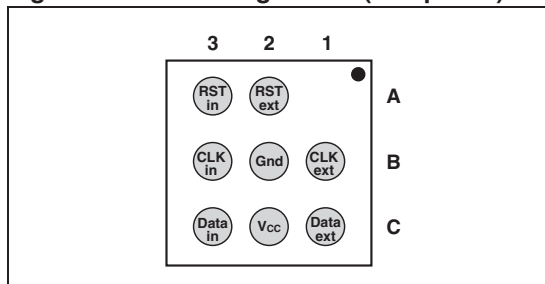 3 2 1
RST
in
RST
ext
A
CLK
in
Gnd
CLK
ext
B
Data
in
Vcc
Data
ext
C